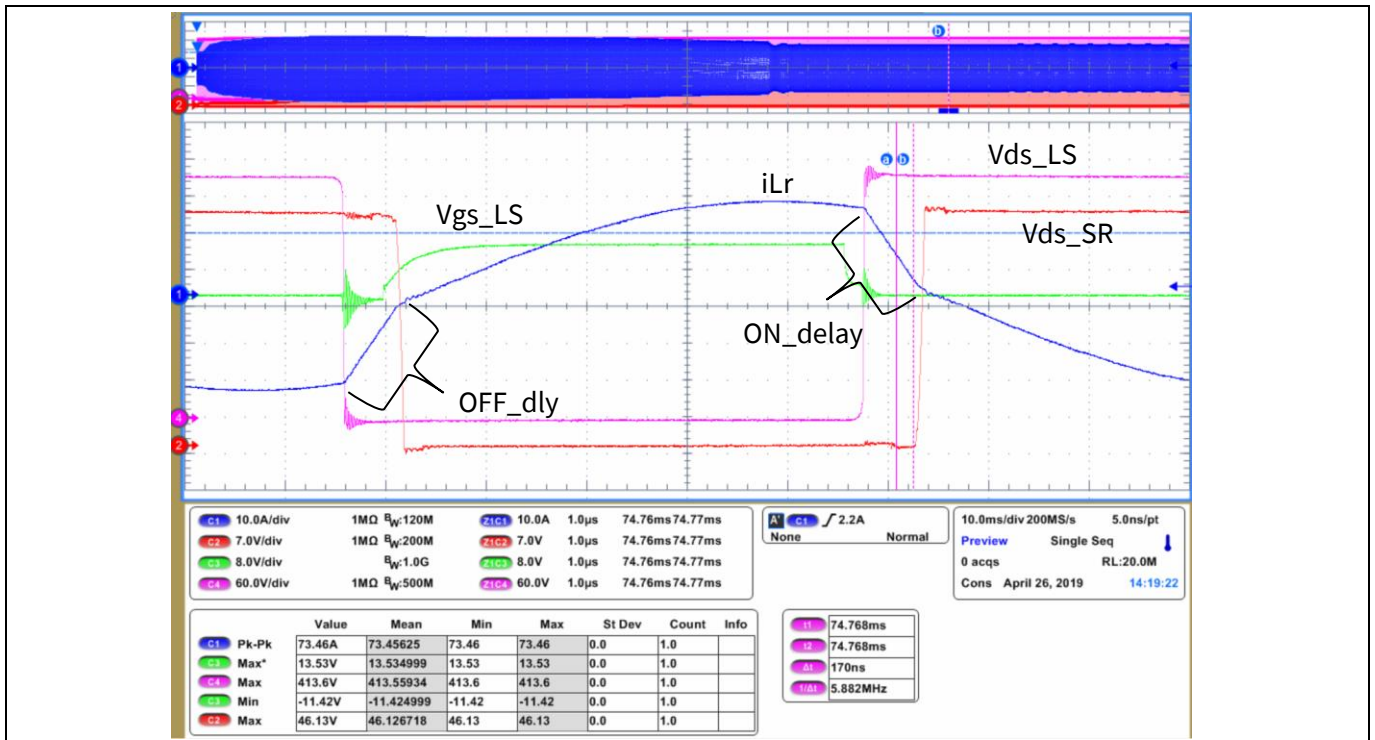 b
1
2
a b
Vds_LS
iLr
Vgs_LS
Vds_SR
1
ON_delay
OFF_dly
4
2
C1 10.0A/div 1MΩ BW:120M Z1C1 10.0A 1.0µs 74.76ms 74.77ms
C2 7.0V/div 1MΩ BW:200M Z1C2 7.0V 1.0µs 74.76ms 74.77ms
C3 8.0V/div BW:1.0G Z1C3 8.0V 1.0µs 74.76ms 74.77ms
C4 60.0V/div 1MΩ BW:500M Z1C4 60.0V 1.0µs 74.76ms 74.77ms
A' C1 2.2A
None Normal
10.0ms/div 200MS/s 5.0ns/pt
Preview Single Seq
0 acqs RL:20.0M
Cons April 26, 2019 14:19:22
Value Mean Min Max St Dev Count Info
C1 Pk-Pk 73.46A 73.45625 73.46 73.46 0.0 1.0
C3 Max* 13.53V 13.534999 13.53 13.53 0.0 1.0
C4 Max 413.6V 413.55934 413.6 413.6 0.0 1.0
C3 Min -11.42V -11.424999 -11.42 -11.42 0.0 1.0
C2 Max 46.13V 46.126718 46.13 46.13 0.0 1.0
t1 74.768ms
t2 74.768ms
Δt 170ns
1/Δt 5.882MHz